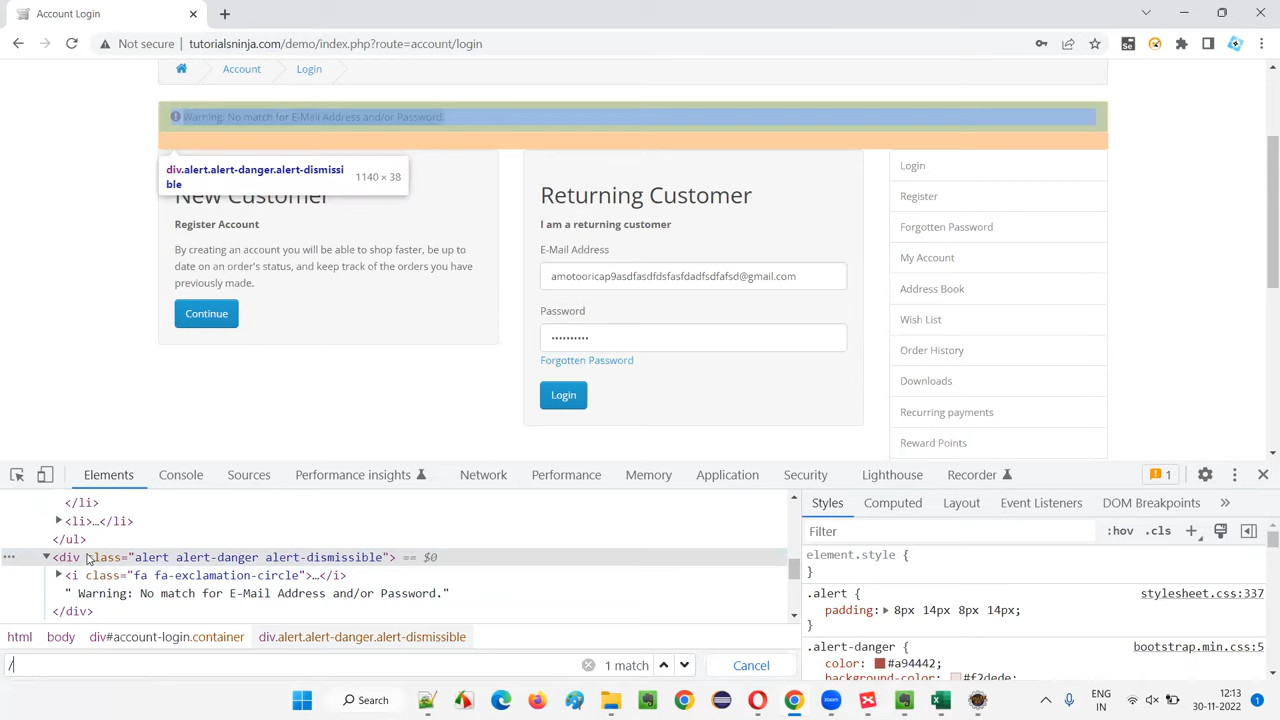 Account Login
Not secure
tutorialsninja.com/demo/index.php?route=account/login
Account
Login
Warning: No match for E-Mail Address and/or Password.
div.alert.alert-danger.alert-dismissi
ble
1140 × 38
New Customer
Register Account
By creating an account you will be able to shop faster, be up
to date on an order's status, and keep track of the orders you have
previously made.
Continue
Returning Customer
I am a returning customer
E-Mail Address
amotooricap9asdfasdfdsfasfdadfsdfafsd@gmail.com
Password
••••••••••
Forgotten Password
Login
Login
Register
Forgotten Password
My Account
Address Book
Wish List
Order History
Downloads
Recurring payments
Reward Points
Elements
Console
Sources
Performance insights
Network
Performance
Memory
Application
Security
Lighthouse
Recorder
1
</li>
<li>…</li>
</ul>
<div class="alert alert-danger alert-dismissible"> == $0
<i class="fa fa-exclamation-circle">…</i>
" Warning: No match for E-Mail Address and/or Password."
</div>
html
body
div#account-login.container
div.alert.alert-danger.alert-dismissible
/
1 match
Cancel
Styles
Computed
Layout
Event Listeners
DOM Breakpoints
Filter
:hov
.cls
element.style {
}
.alert {
stylesheet.css:337
padding: 8px 14px 8px 14px;
}
.alert-danger {
bootstrap.min.css:5
color: #a94442;
background-color: #f2dede;
Search
ENG
IN
12:13
30-11-2022
1